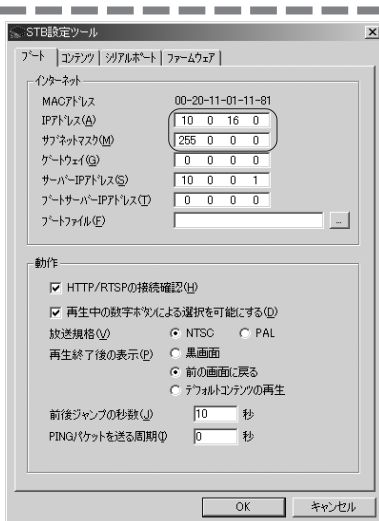 STB設定ツール
ブート コンテンツ シリアルポート ファームウェア
インターネット
MACアドレス 00-20-11-01-11-81
IPアドレス(A) 10 0 16 0
サブネットマスク(M) 255 0 0 0
ゲートウェイ(G) 0 0 0 0
サーバーIPアドレス(S) 10 0 0 1
ブートサーバーIPアドレス(T) 0 0 0 0
ブートファイル(F) ...
動作
HTTP/RTSPの接続確認(H)
再生中の数字ボタンによる選択を可能にする(D)
放送規格(V) NTSC PAL
再生終了後の表示(P) 黒画面
前の画面に戻る
デフォルトコンテンツの再生
前後ジャンプの秒数(J) 10 秒
PINGパケットを送る周期(I) 0 秒
OK キャンセル